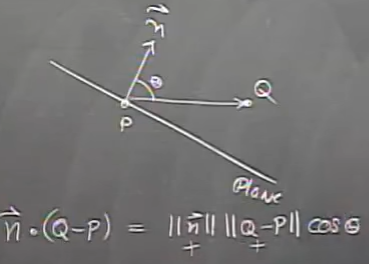 n⃗
θ
Q
P
Plane
n⃗ · (Q-P) = ||n⃗|| ||Q-P|| cos θ
+ +